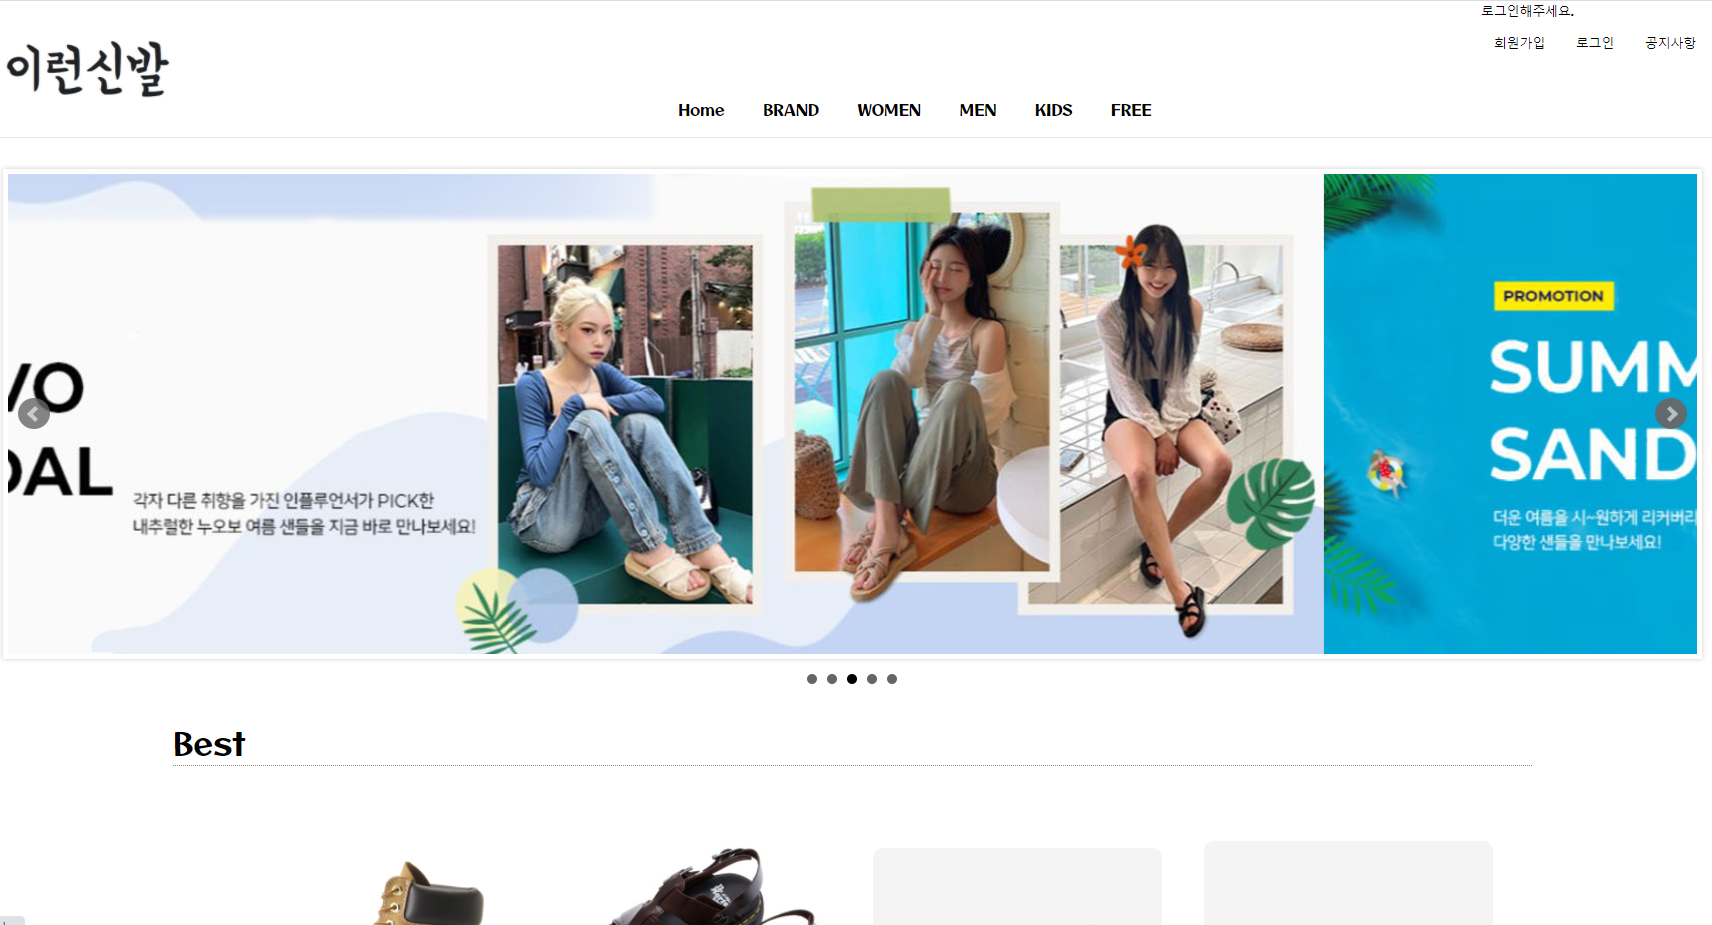 로그인해주세요.
회원가입 로그인 공지사항
이런신발
Home BRAND WOMEN MEN KIDS FREE
VO
DAL
각자 다른 취향을 가진 인플루언서가 PICK한
내추럴한 누오보 여름 샌들을 지금 바로 만나보세요!
PROMOTION
SUMM
SAND
더운 여름을 시~원하게 리커버리
다양한 샌들을 만나보세요!
Best